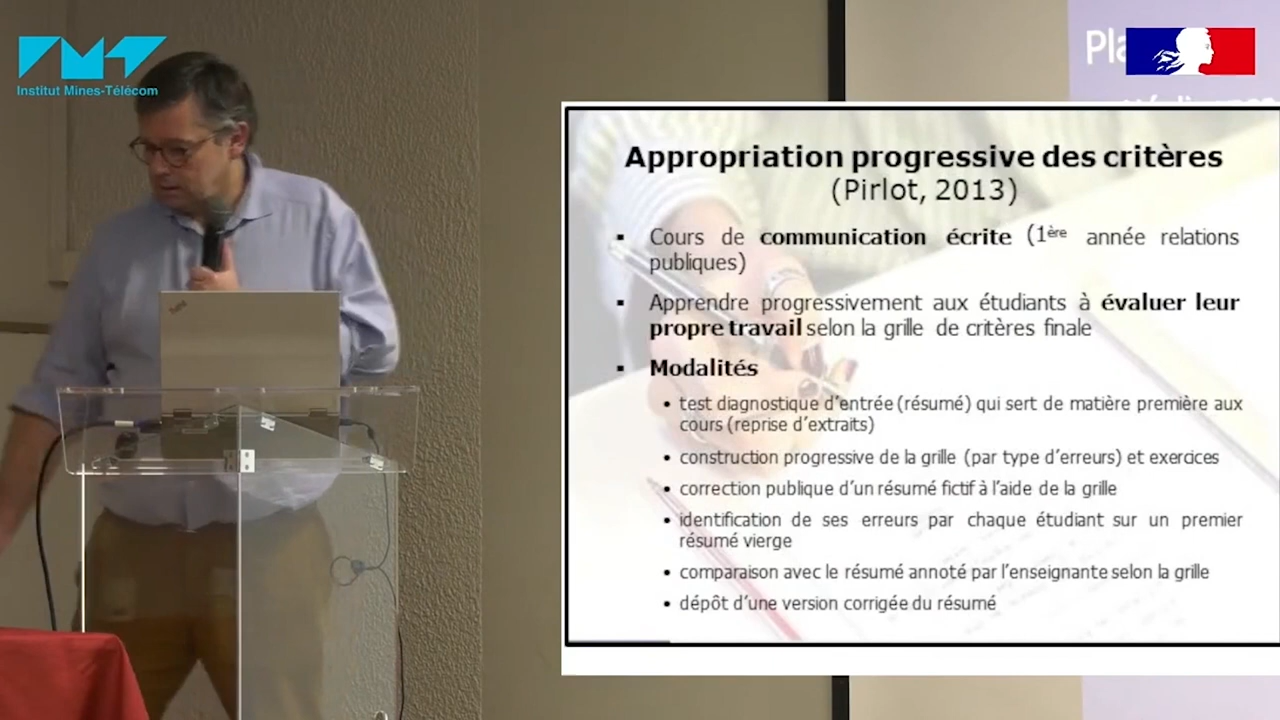 Institut Mines-Télécom
Pla
Appropriation progressive des critères
(Pirlot, 2013)
▪ Cours de communication écrite (1ère année relations
publiques)
▪ Apprendre progressivement aux étudiants à évaluer leur
propre travail selon la grille de critères finale
▪ Modalités
• test diagnostique d'entrée (résumé) qui sert de matière première aux
cours (reprise d'extraits)
• construction progressive de la grille (par type d'erreurs) et exercices
• correction publique d'un résumé fictif à l'aide de la grille
• identification de ses erreurs par chaque étudiant sur un premier
résumé vierge
• comparaison avec le résumé annoté par l'enseignante selon la grille
• dépôt d'une version corrigée du résumé